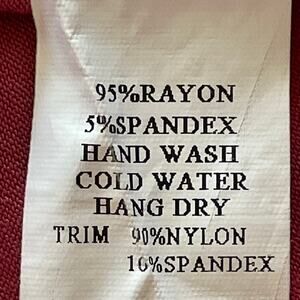 95%RAYON
5%SPANDEX
HAND WASH
COLD WATER
HANG DRY
TRIM 90%NYLON
10%SPANDEX